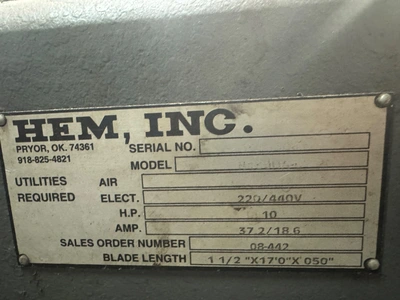 HEM, INC.
PRYOR, OK. 74361 SERIAL NO.
918-825-4821 MODEL
UTILITIES AIR
REQUIRED ELECT. 220/440V
H.P. 10
AMP. 37.2/18.6
SALES ORDER NUMBER 08-442
BLADE LENGTH 1 1/2 "X17'0"X 050"